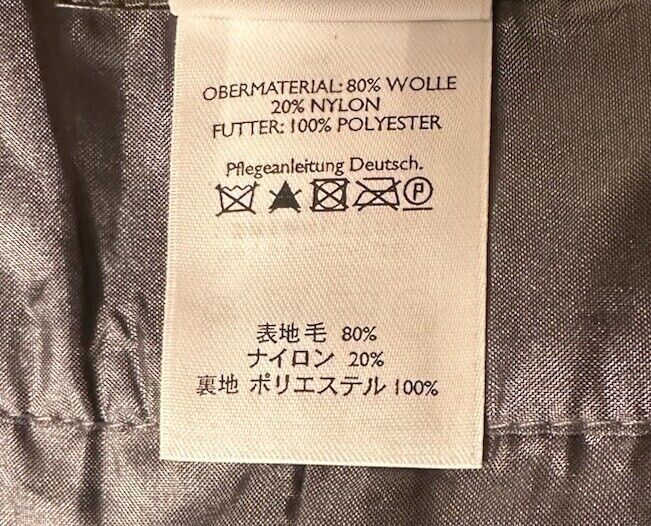 OBERMATERIAL: 80% WOLLE
20% NYLON
FUTTER: 100% POLYESTER
Pflegeanleitung Deutsch.
P
表地 毛 80%
ナイロン 20%
裏地 ポリエステル 100%